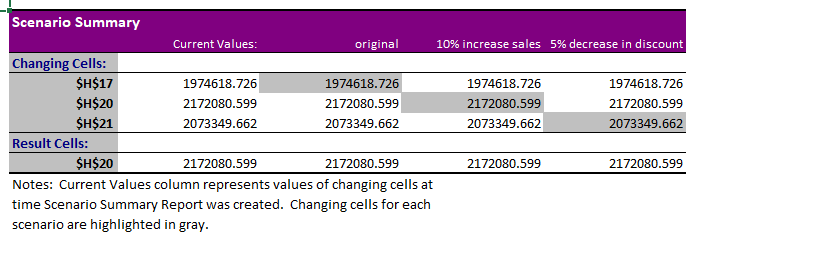 Scenario Summary
Current Values: original 10% increase sales 5% decrease in discount
Changing Cells:
$H$17 1974618.726 1974618.726 1974618.726 1974618.726
$H$20 2172080.599 2172080.599 2172080.599 2172080.599
$H$21 2073349.662 2073349.662 2073349.662 2073349.662
Result Cells:
$H$20 2172080.599 2172080.599 2172080.599 2172080.599
Notes: Current Values column represents values of changing cells at
time Scenario Summary Report was created. Changing cells for each
scenario are highlighted in gray.